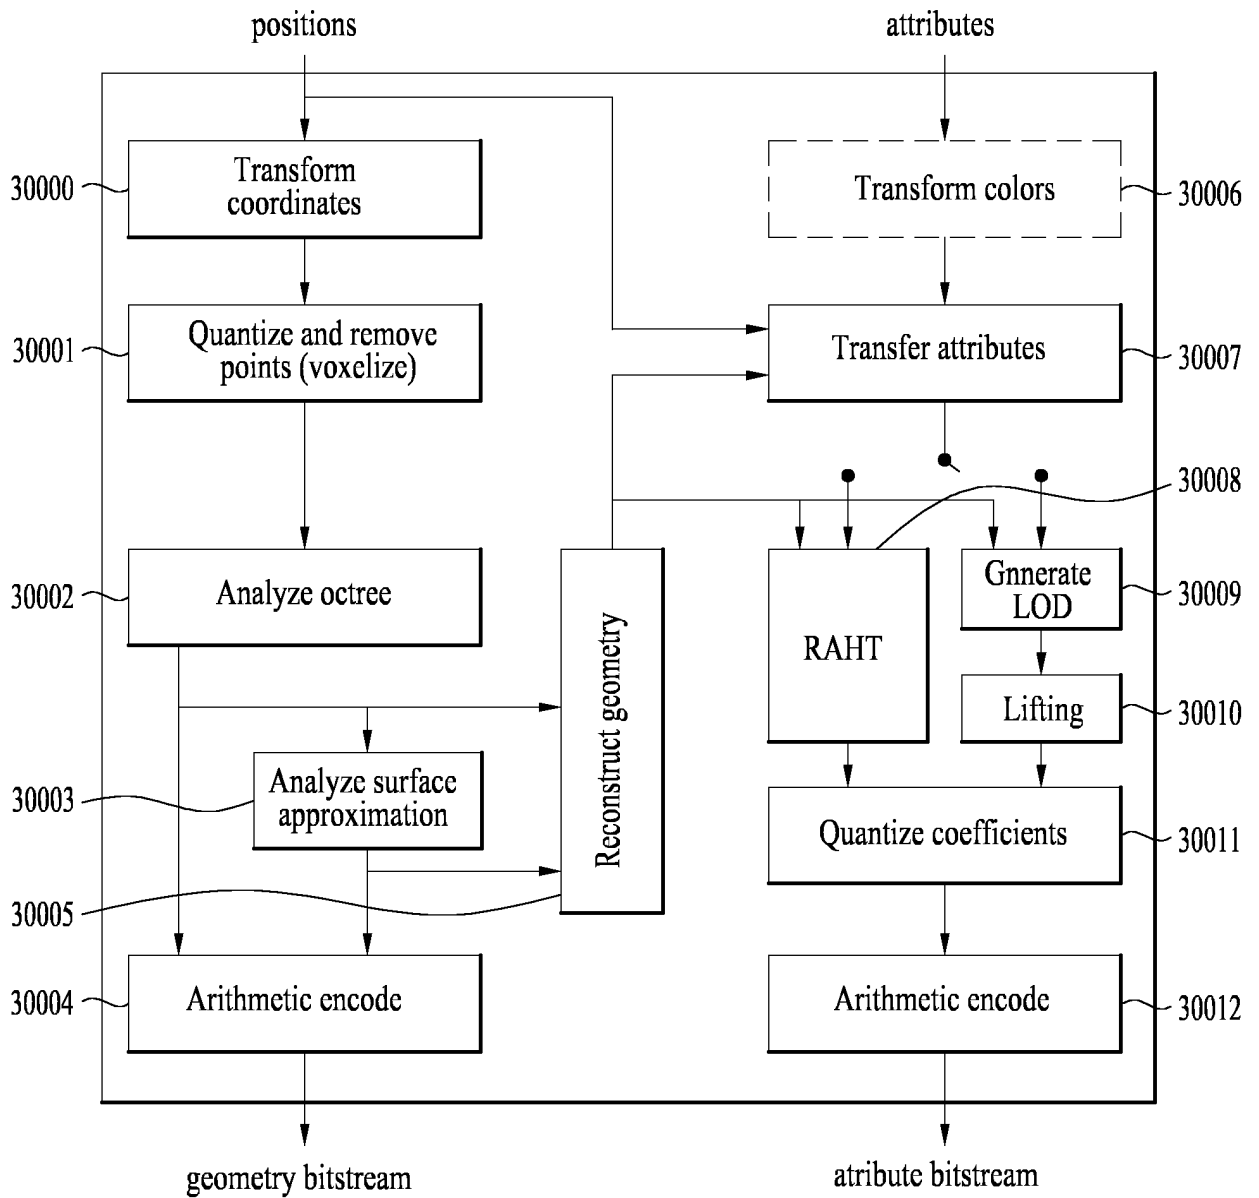 positions
attributes
30000
Transform
coordinates
Transform colors
30006
30001
Quantize and remove
points (voxelize)
Transfer attributes
30007
30008
30002
Analyze octree
Reconstruct geometry
RAHT
Gnnerate
LOD
30009
Lifting
30010
30003
Analyze surface
approximation
Quantize coefficients
30011
30005
30004
Arithmetic encode
Arithmetic encode
30012
geometry bitstream
atribute bitstream